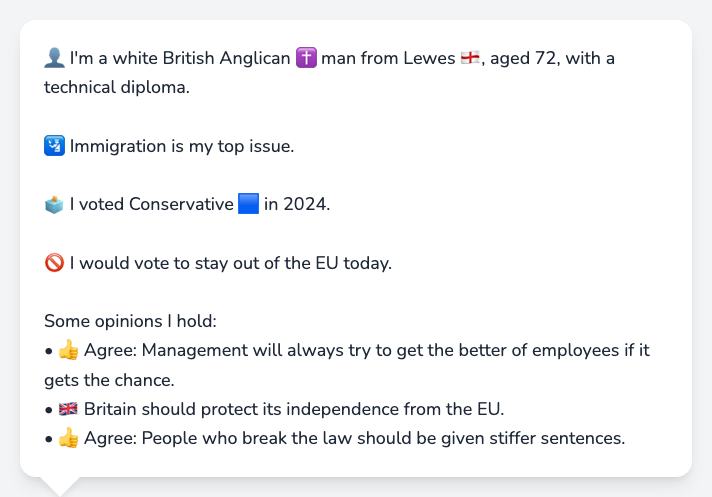 👤 I'm a white British Anglican ✝️ man from Lewes 🏴󠁧󠁢󠁥󠁮󠁧󠁿, aged 72, with a
technical diploma.
🛂 Immigration is my top issue.
🗳️ I voted Conservative 🟦 in 2024.
🚫 I would vote to stay out of the EU today.
Some opinions I hold:
• 👍 Agree: Management will always try to get the better of employees if it
gets the chance.
• 🇬🇧 Britain should protect its independence from the EU.
• 👍 Agree: People who break the law should be given stiffer sentences.